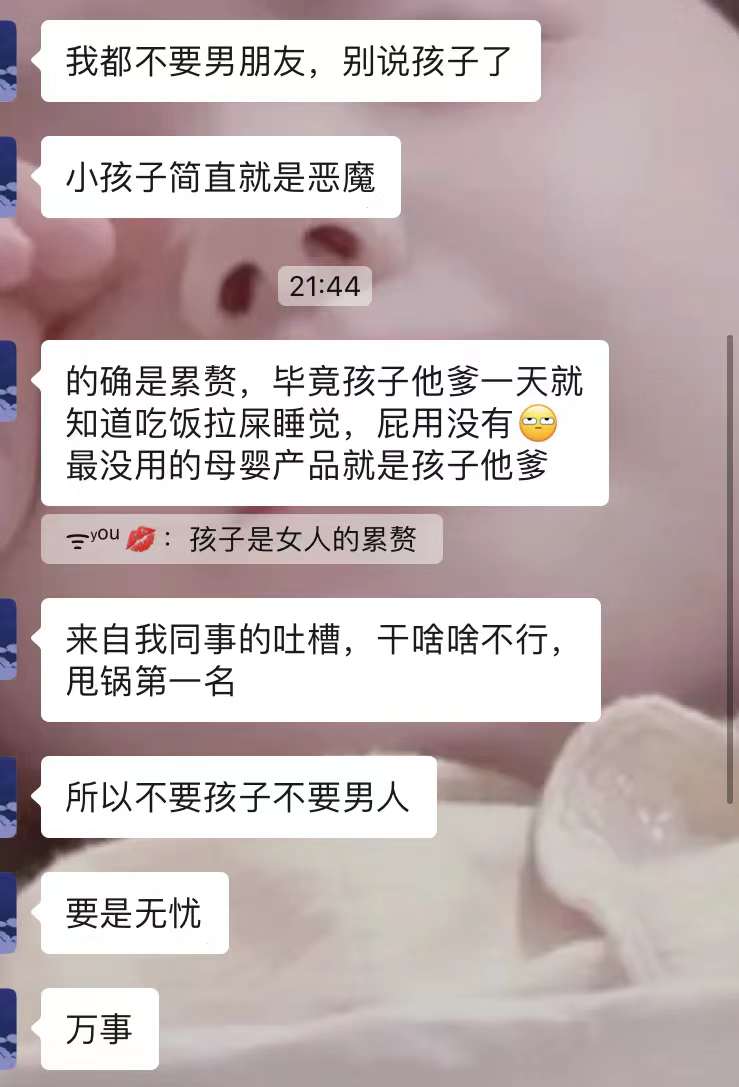 我都不要男朋友，别说孩子了
小孩子简直就是恶魔
21:44
的确是累赘，毕竟孩子他爹一天就
知道吃饭拉屎睡觉，屁用没有🙄
最没用的母婴产品就是孩子他爹
ʸᵒᵘ💋：孩子是女人的累赘
来自我同事的吐槽，干啥啥不行，
甩锅第一名
所以不要孩子不要男人
要是无忧
万事